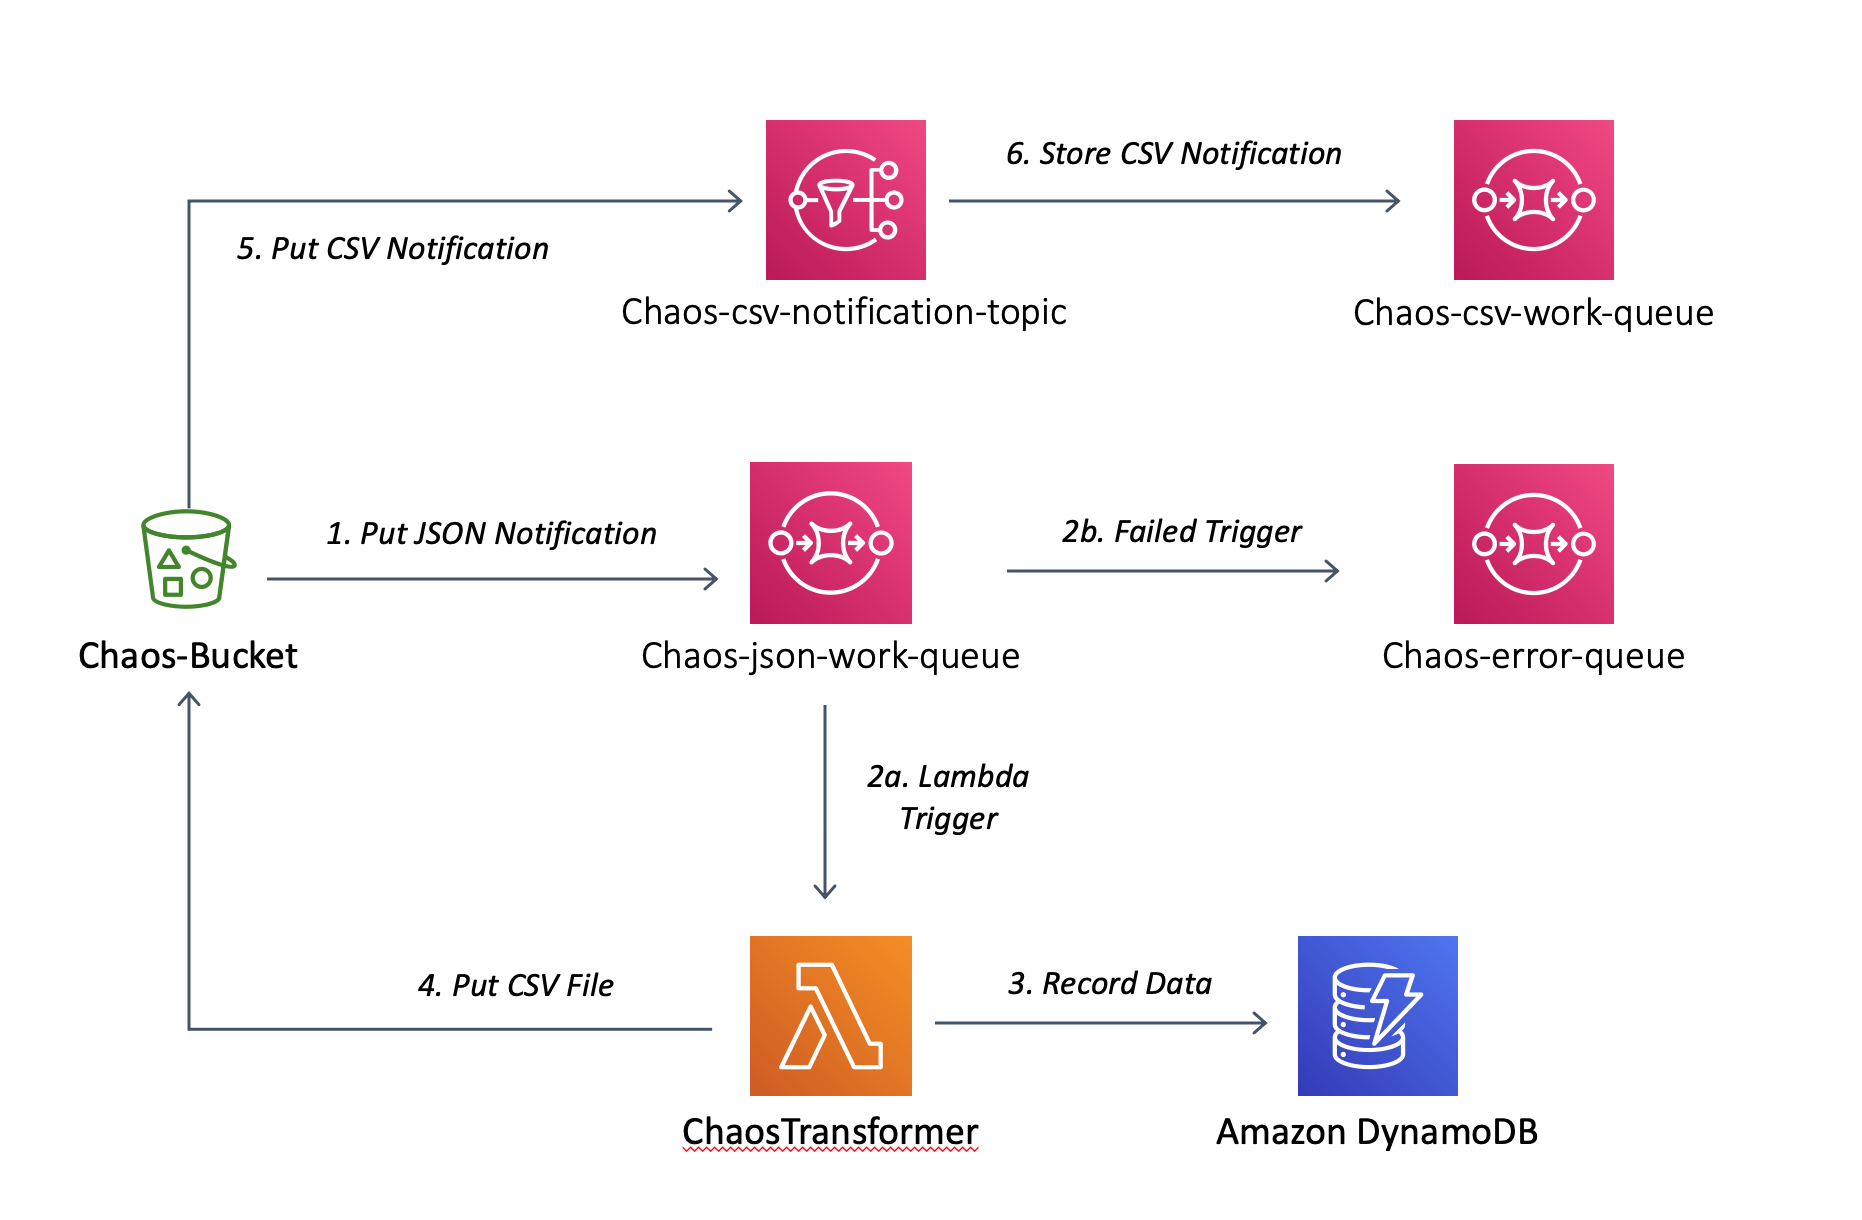 6. Store CSV Notification
5. Put CSV Notification
Chaos-csv-notification-topic
Chaos-csv-work-queue
1. Put JSON Notification
2b. Failed Trigger
Chaos-Bucket
Chaos-json-work-queue
Chaos-error-queue
2a. Lambda
Trigger
4. Put CSV File
3. Record Data
ChaosTransformer
Amazon DynamoDB